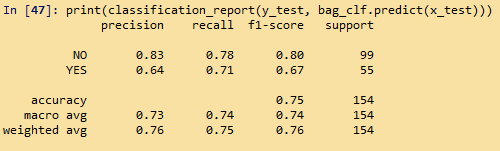 In [47]: print(classification_report(y_test, bag_clf.predict(x_test)))
precision recall f1-score support
NO 0.83 0.78 0.80 99
YES 0.64 0.71 0.67 55
accuracy 0.75 154
macro avg 0.73 0.74 0.74 154
weighted avg 0.76 0.75 0.76 154